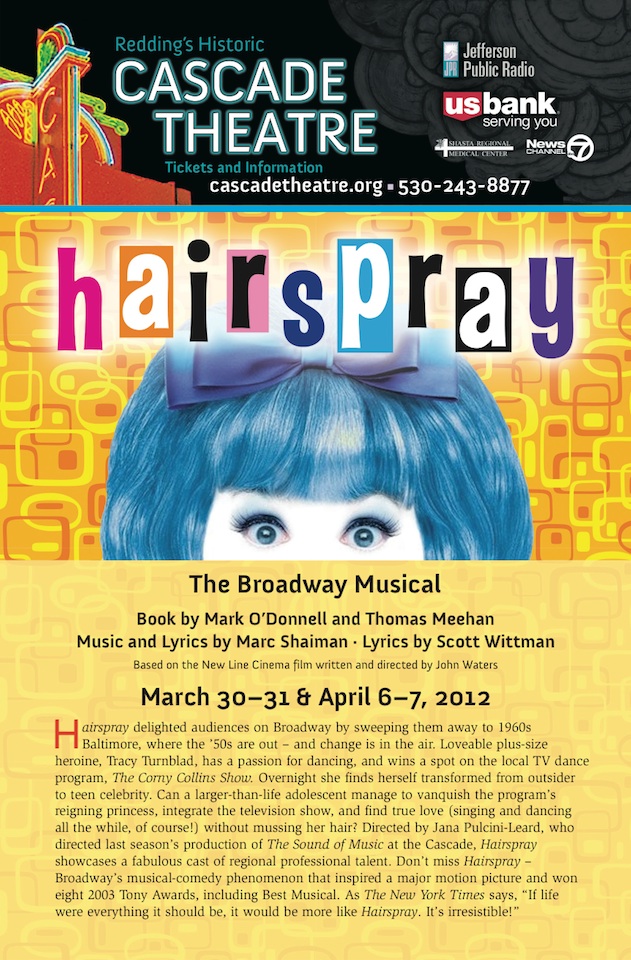 Redding's Historic
CASCADE
THEATRE
Tickets and Information
cascadetheatre.org ▪ 530-243-8877
JPR
Jefferson
Public Radio
usbank
serving you
SHASTA REGIONAL
MEDICAL CENTER
News
CHANNEL 7
hairspray
The Broadway Musical
Book by Mark O'Donnell and Thomas Meehan
Music and Lyrics by Marc Shaiman · Lyrics by Scott Wittman
Based on the New Line Cinema film written and directed by John Waters
March 30–31 & April 6–7, 2012
Hairspray delighted audiences on Broadway by sweeping them away to 1960s
Baltimore, where the '50s are out – and change is in the air. Loveable plus-size
heroine, Tracy Turnblad, has a passion for dancing, and wins a spot on the local TV dance
program, The Corny Collins Show. Overnight she finds herself transformed from outsider
to teen celebrity. Can a larger-than-life adolescent manage to vanquish the program's
reigning princess, integrate the television show, and find true love (singing and dancing
all the while, of course!) without mussing her hair? Directed by Jana Pulcini-Leard, who
directed last season's production of The Sound of Music at the Cascade, Hairspray
showcases a fabulous cast of regional professional talent. Don't miss Hairspray –
Broadway's musical-comedy phenomenon that inspired a major motion picture and won
eight 2003 Tony Awards, including Best Musical. As The New York Times says, "If life
were everything it should be, it would be more like Hairspray. It's irresistible!"